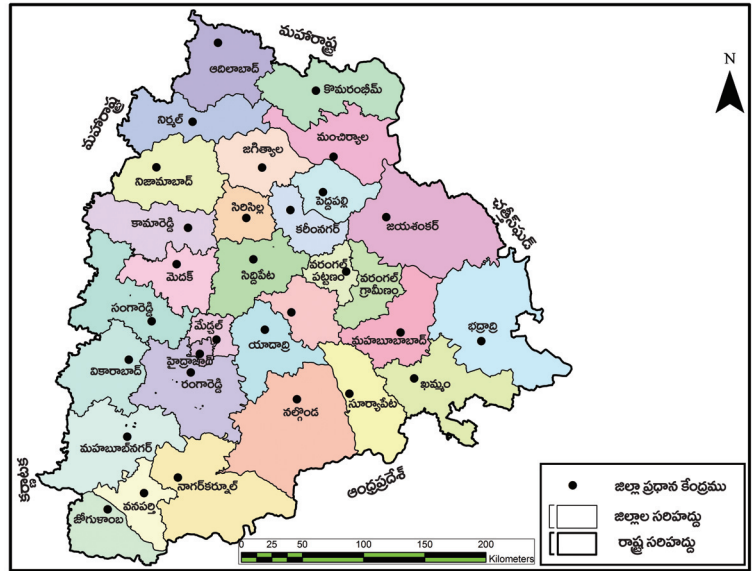 మహారాష్ట్ర
N
ఆదిలాబాద్
కొమరంభీమ్
మహారాష్ట్ర
నిర్మల్
మంచిర్యాల
జగిత్యాల
నిజామాబాద్
పెద్దపల్లి
సిరిసిల్ల
కామారెడ్డి
కరీంనగర్
జయశంకర్
ఛత్తీస్‌ఘడ్
మెదక్
సిద్దిపేట
వరంగల్
పట్టణం
వరంగల్
గ్రామీణం
సంగారెడ్డి
మేడ్చల్
యాదాద్రి
మహబూబాబాద్
భద్రాద్రి
హైద్రాబాద్
వికారాబాద్
రంగారెడ్డి
ఖమ్మం
నల్గొండ
సూర్యాపేట
మహబూబ్‌నగర్
కర్ణాటక
నాగర్‌కర్నూల్
వనపర్తి
జోగుళాంబ
ఆంధ్రప్రదేశ్
జిల్లా ప్రధాన కేంద్రము
జిల్లాల సరిహద్దు
రాష్ట్ర సరిహద్దు
0 25 50 100 150 200
Kilometers